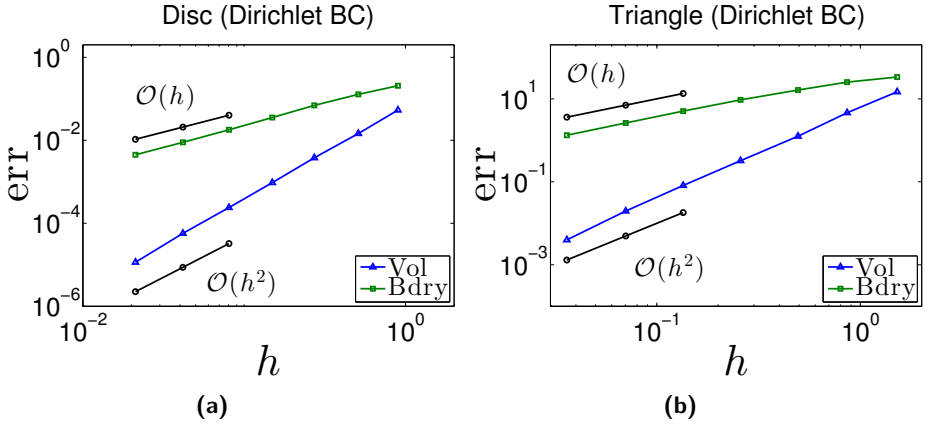 Disc (Dirichlet BC)
10^0
10^{-2}
10^{-4}
10^{-6}
err
O(h)
O(h^2)
Vol
Bdry
10^{-2}
10^0
h
(a)
Triangle (Dirichlet BC)
10^1
10^{-1}
10^{-3}
err
O(h)
O(h^2)
Vol
Bdry
10^{-1}
10^0
h
(b)